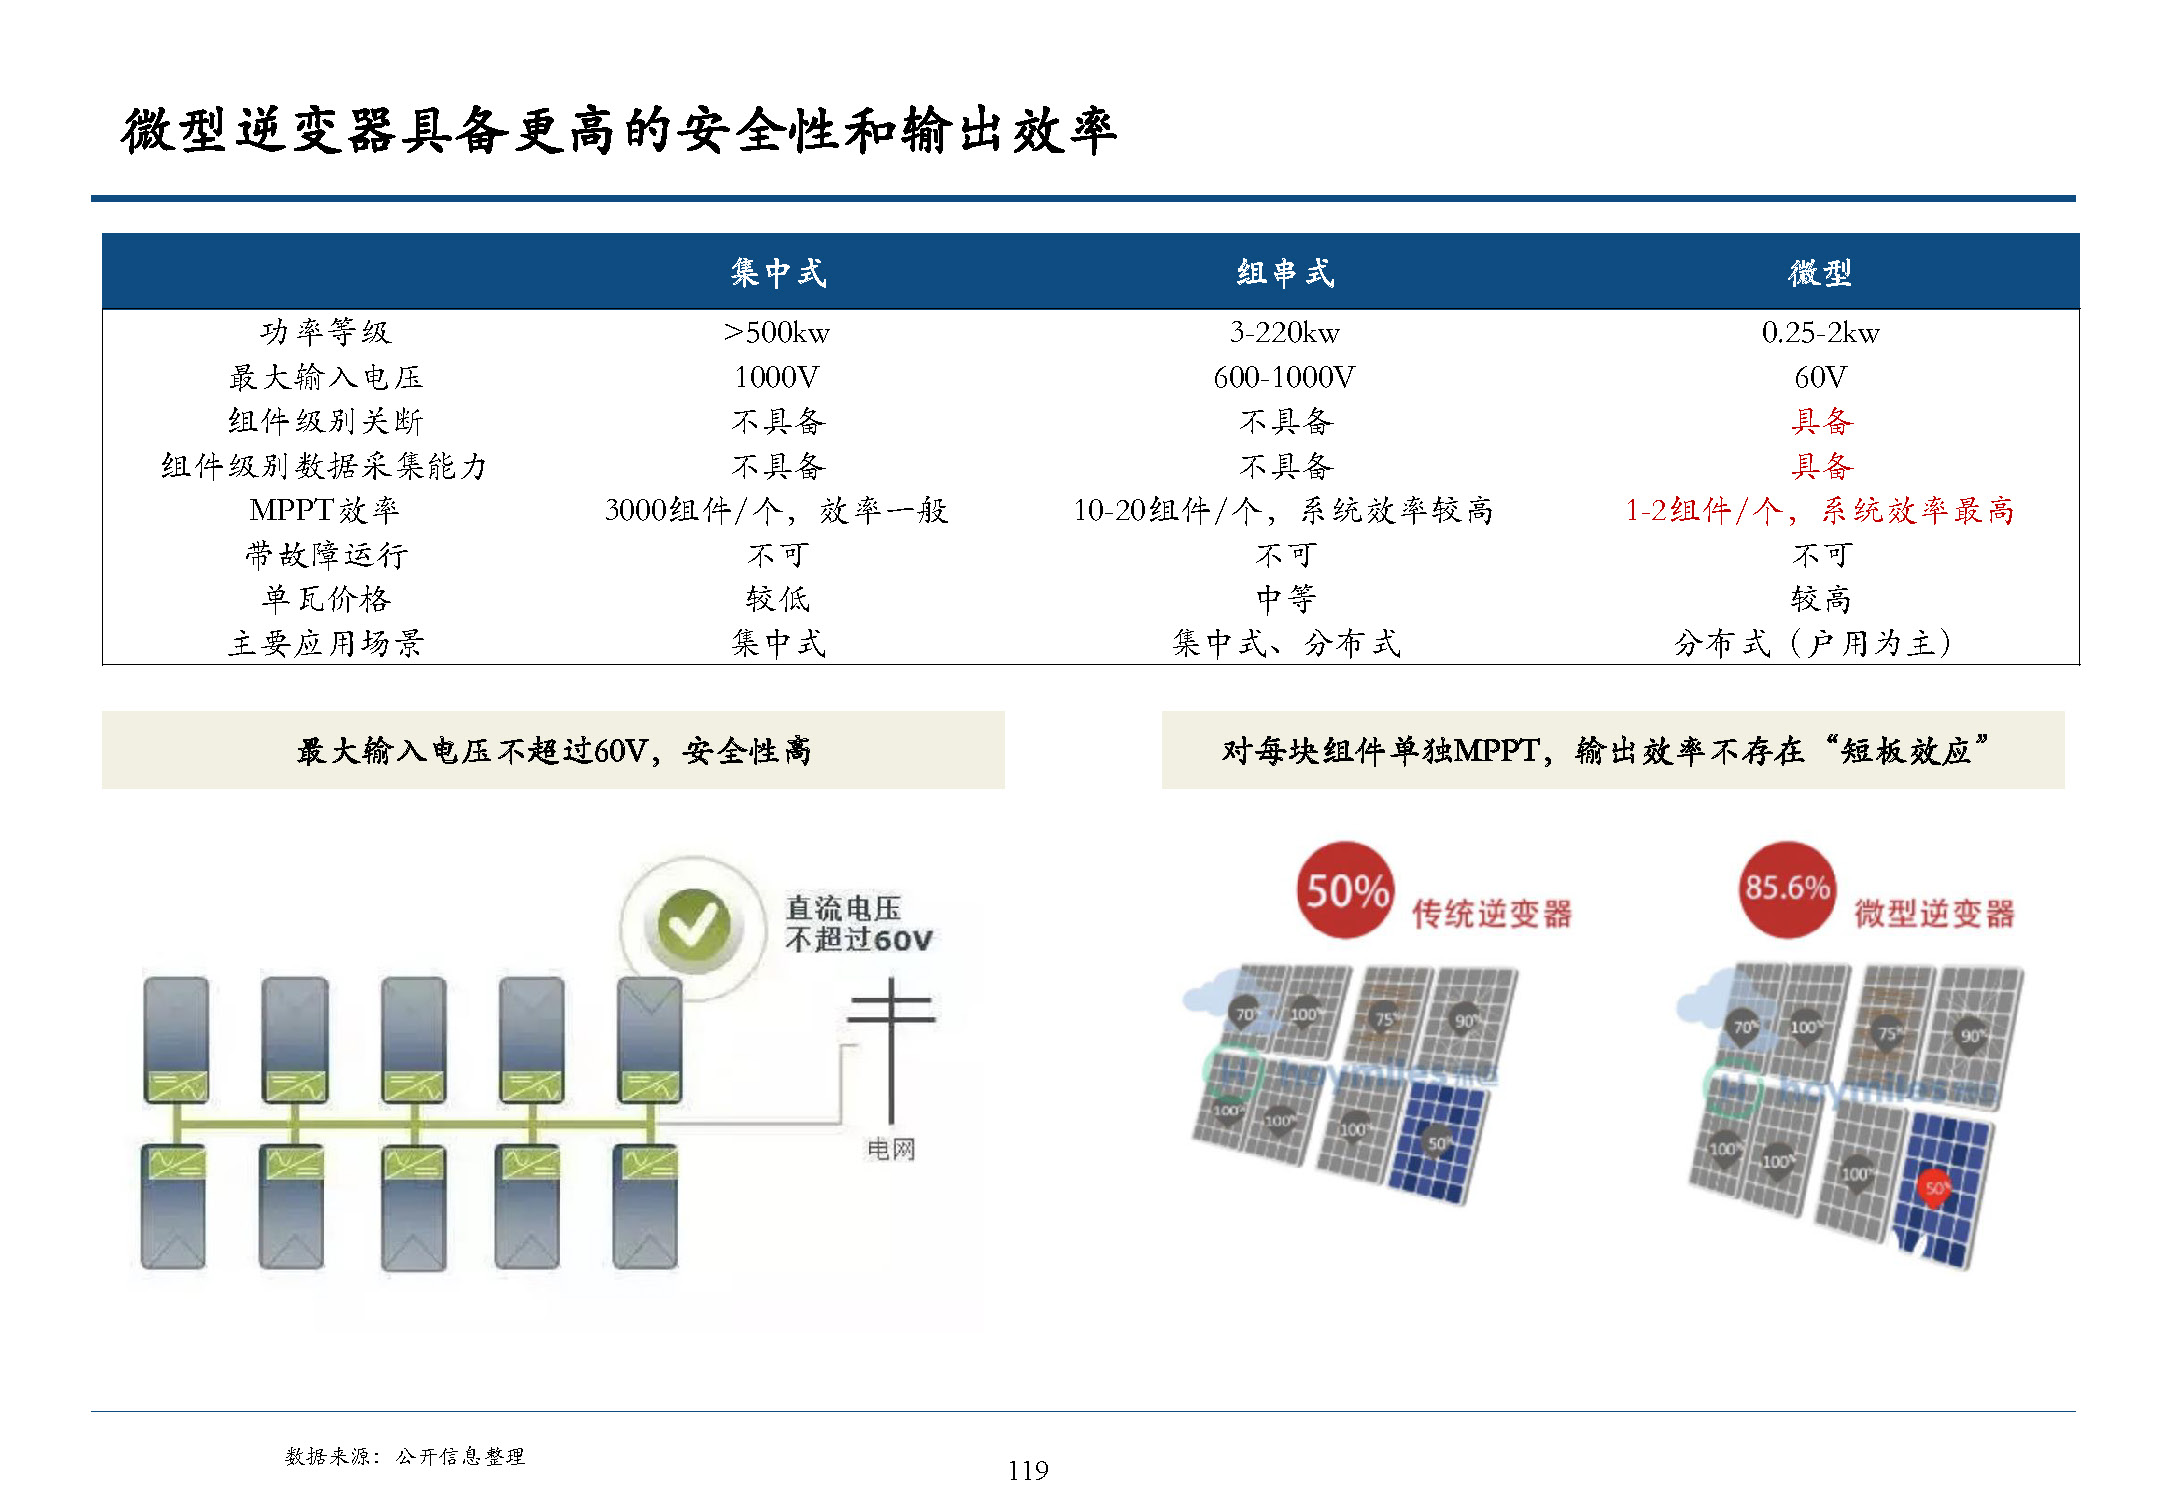 微型逆变器具备更高的安全性和输出效率
集中式 组串式 微型
功率等级 >500kw 3-220kw 0.25-2kw
最大输入电压 1000V 600-1000V 60V
组件级别关断 不具备 不具备 具备
组件级别数据采集能力 不具备 不具备 具备
MPPT效率 3000组件/个，效率一般 10-20组件/个，系统效率较高 1-2组件/个，系统效率最高
带故障运行 不可 不可 不可
单瓦价格 较低 中等 较高
主要应用场景 集中式 集中式、分布式 分布式（户用为主）
最大输入电压不超过60V，安全性高
直流电压
不超过60V
电网
对每块组件单独MPPT，输出效率不存在“短板效应”
50% 传统逆变器
70% 100% 75% 90%
hoymiles
100% 100% 100% 50%
85.6% 微型逆变器
70% 100% 75% 90%
hoymiles
100% 100% 100% 50%
数据来源：公开信息整理
119